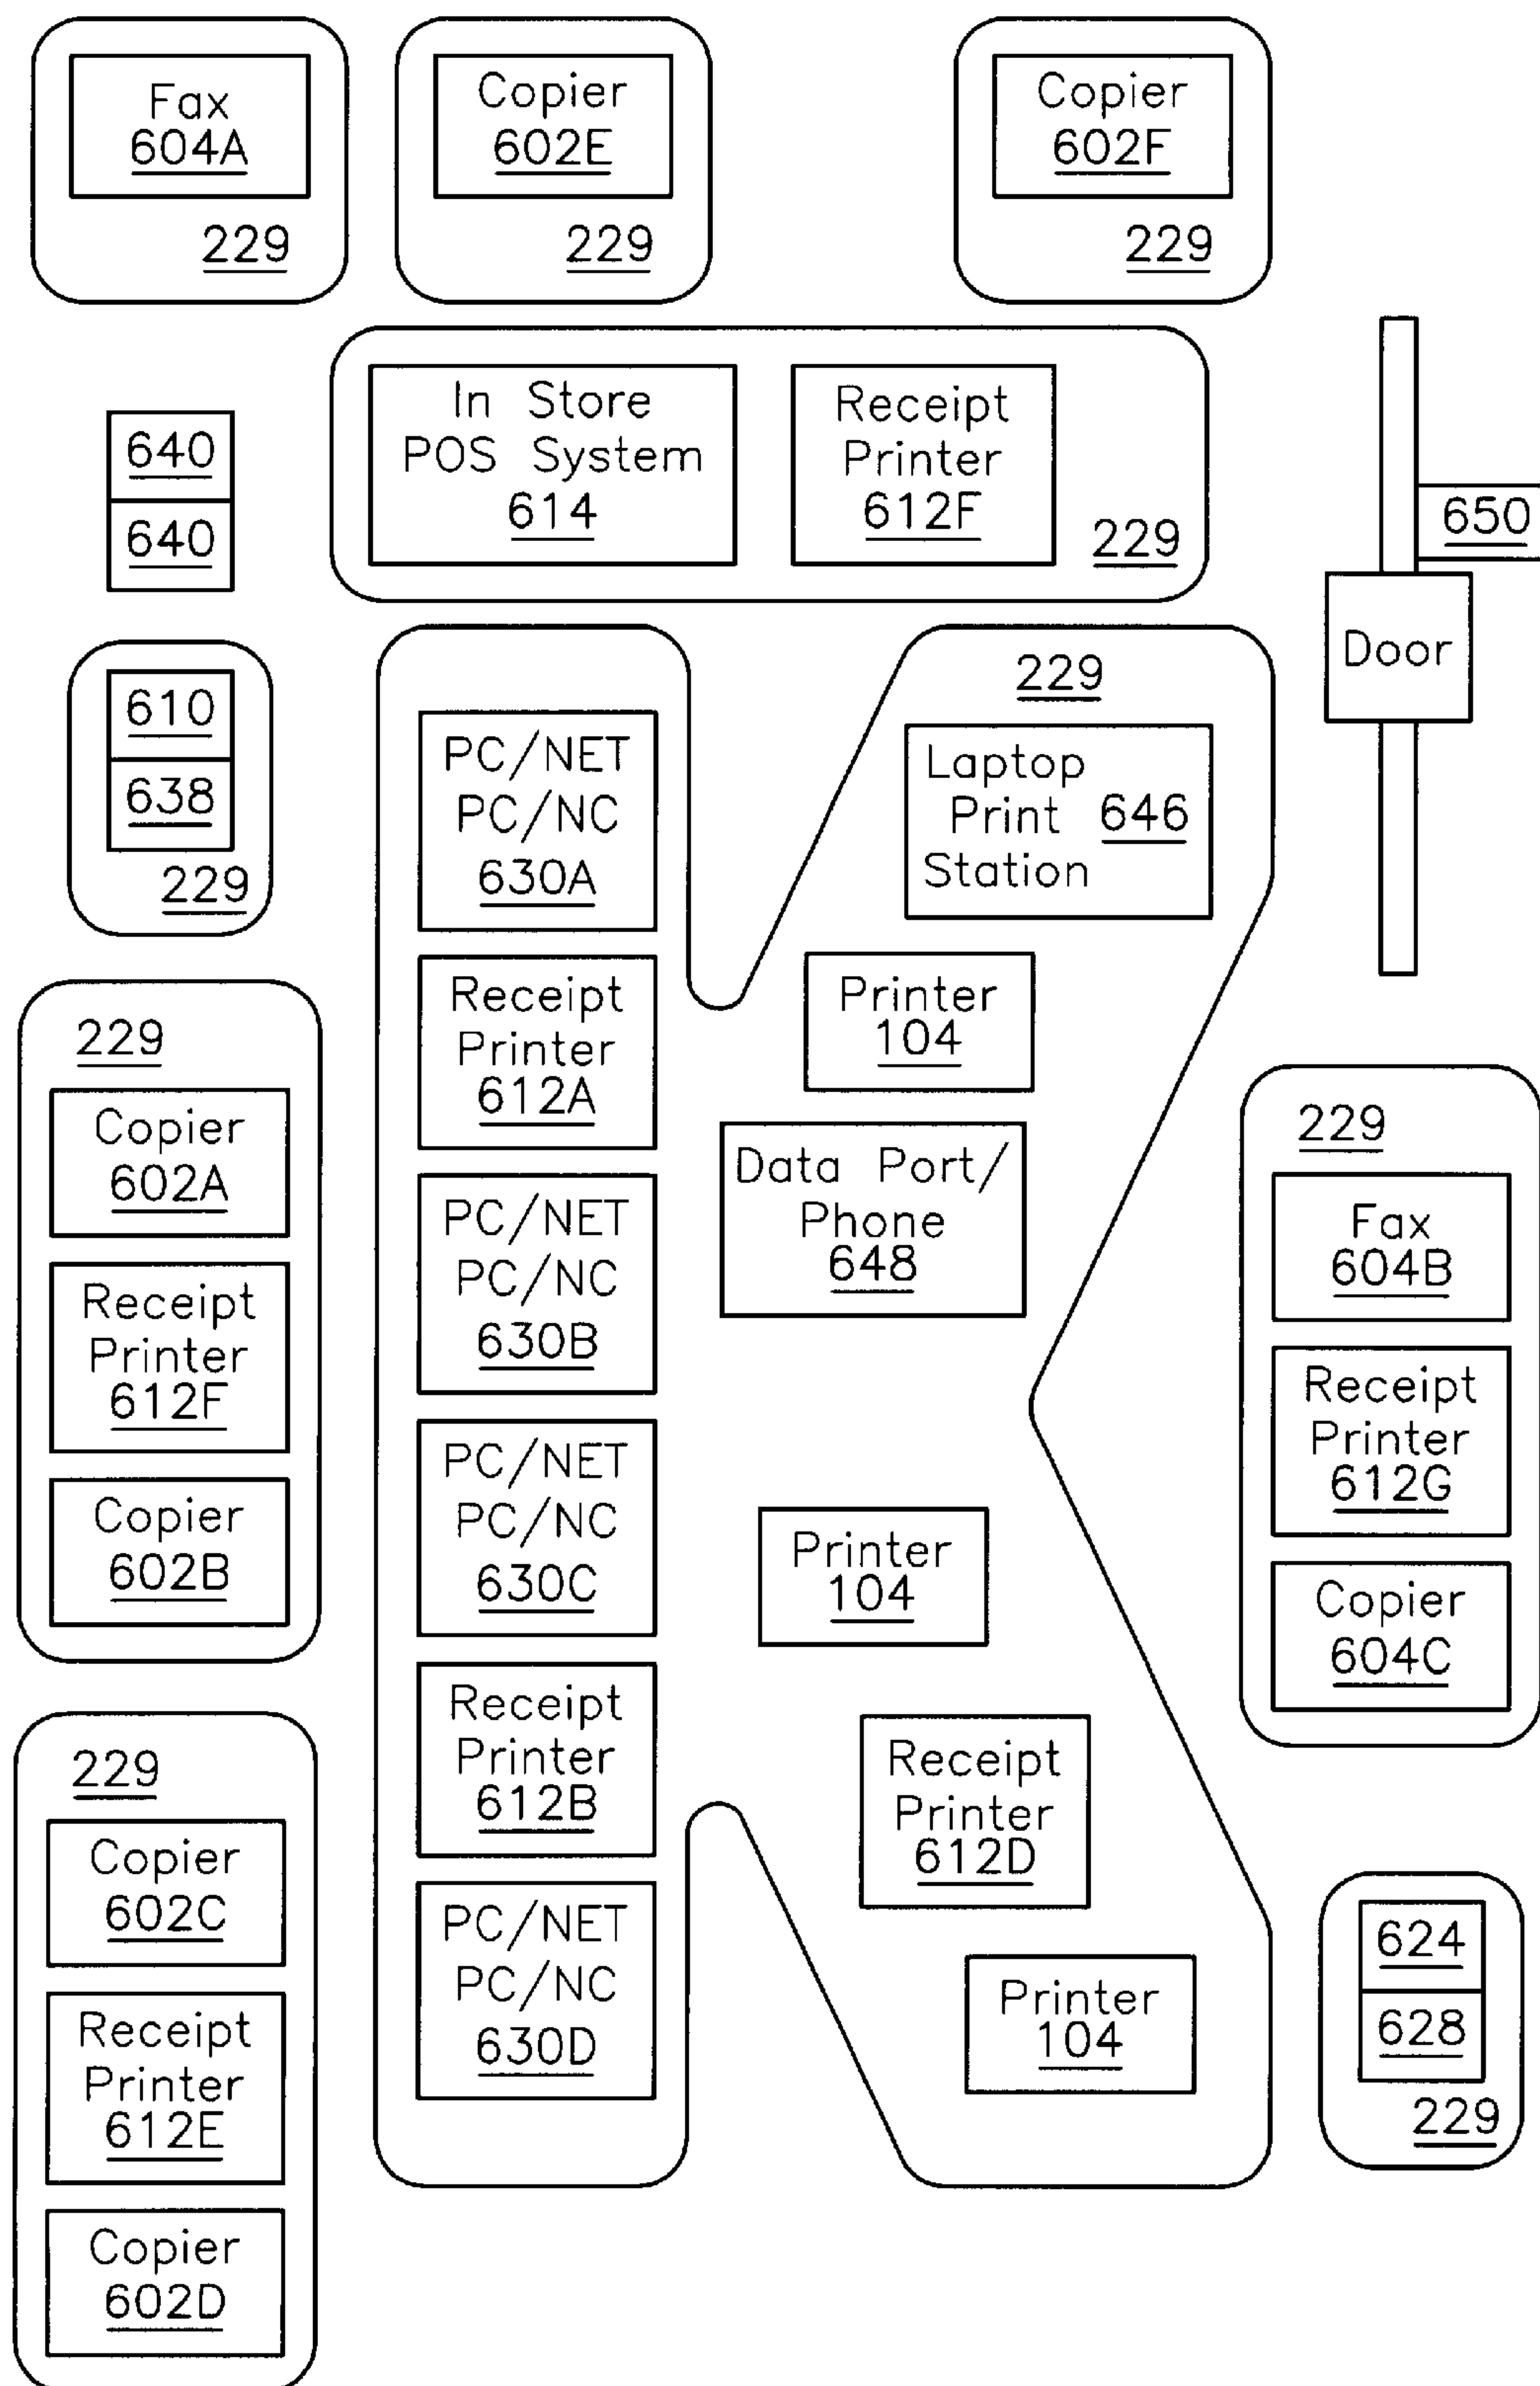 Fax
604A
229
Copier
602E
229
Copier
602F
229
In Store
POS System
614
Receipt
Printer
612F
229
640
640
650
Door
610
638
229
229
Copier
602A
Receipt
Printer
612F
Copier
602B
229
Copier
602C
Receipt
Printer
612E
Copier
602D
PC/NET
PC/NC
630A
Receipt
Printer
612A
PC/NET
PC/NC
630B
PC/NET
PC/NC
630C
Receipt
Printer
612B
PC/NET
PC/NC
630D
229
Laptop
Print 646
Station
Printer
104
Data Port/
Phone
648
Printer
104
Receipt
Printer
612D
Printer
104
229
Fax
604B
Receipt
Printer
612G
Copier
604C
624
628
229